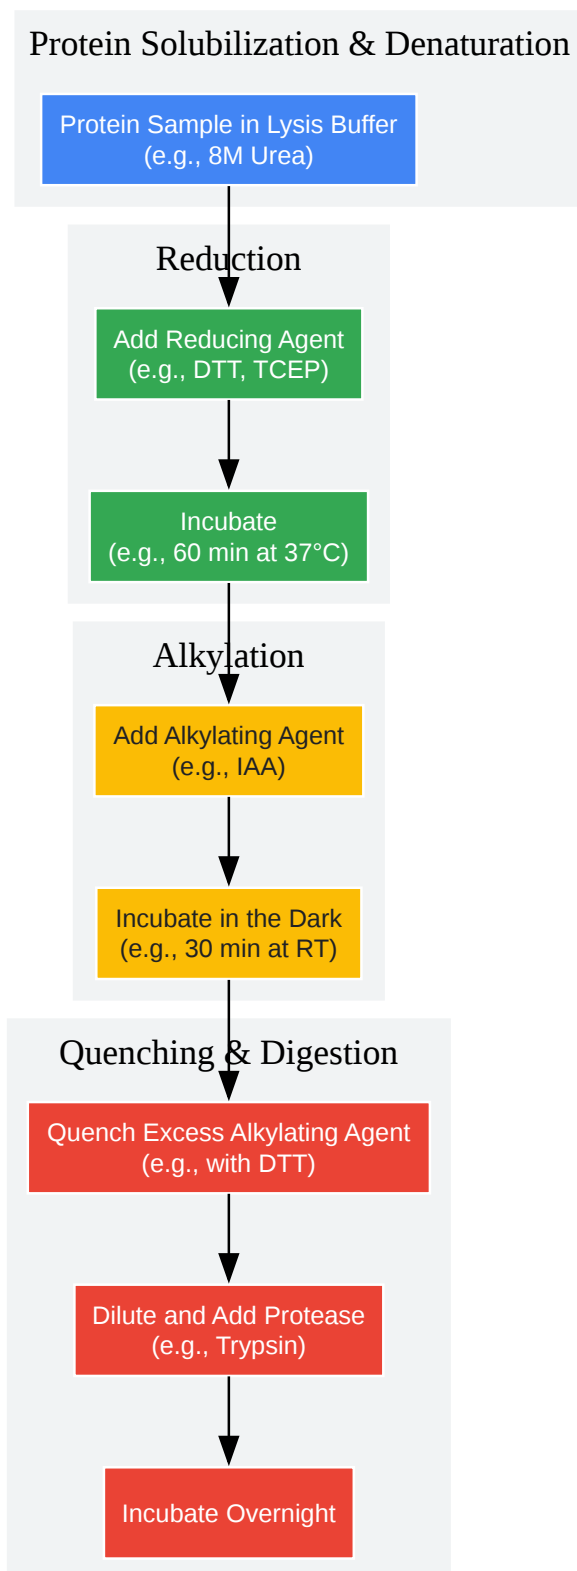 Protein Solubilization & Denaturation
Protein Sample in Lysis Buffer
(e.g., 8M Urea)
Reduction
Add Reducing Agent
(e.g., DTT, TCEP)
Incubate
(e.g., 60 min at 37°C)
Alkylation
Add Alkylating Agent
(e.g., IAA)
Incubate in the Dark
(e.g., 30 min at RT)
Quenching & Digestion
Quench Excess Alkylating Agent
(e.g., with DTT)
Dilute and Add Protease
(e.g., Trypsin)
Incubate Overnight